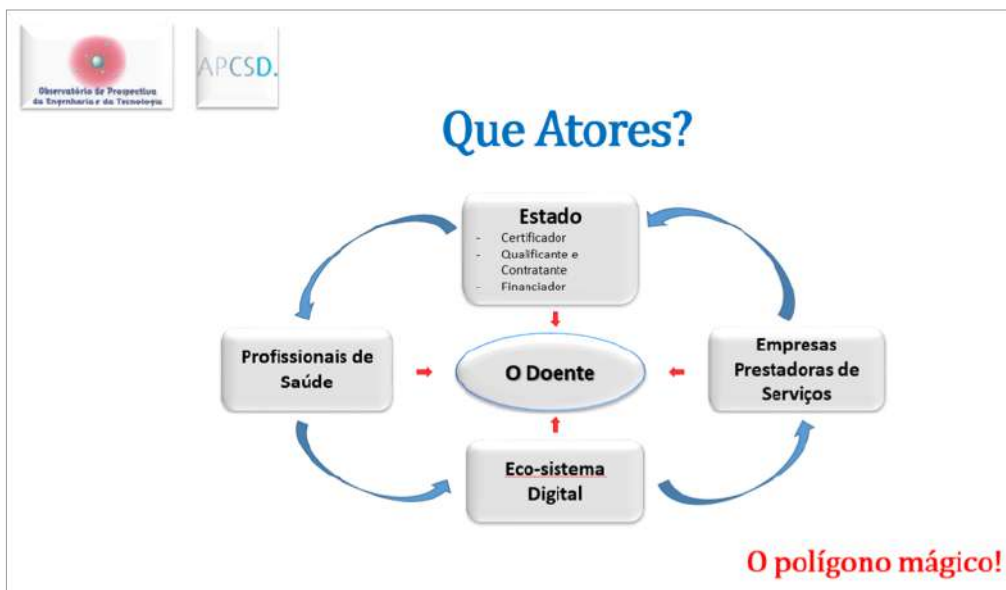 Observatório de Prospectiva
da Engenharia e da Tecnologia
APCSD.
Que Atores?
Estado
- Certificador
- Qualificante e
Contratante
- Financiador
Profissionais de
Saúde
O Doente
Empresas
Prestadoras de
Serviços
Eco-sistema
Digital
O polígono mágico!